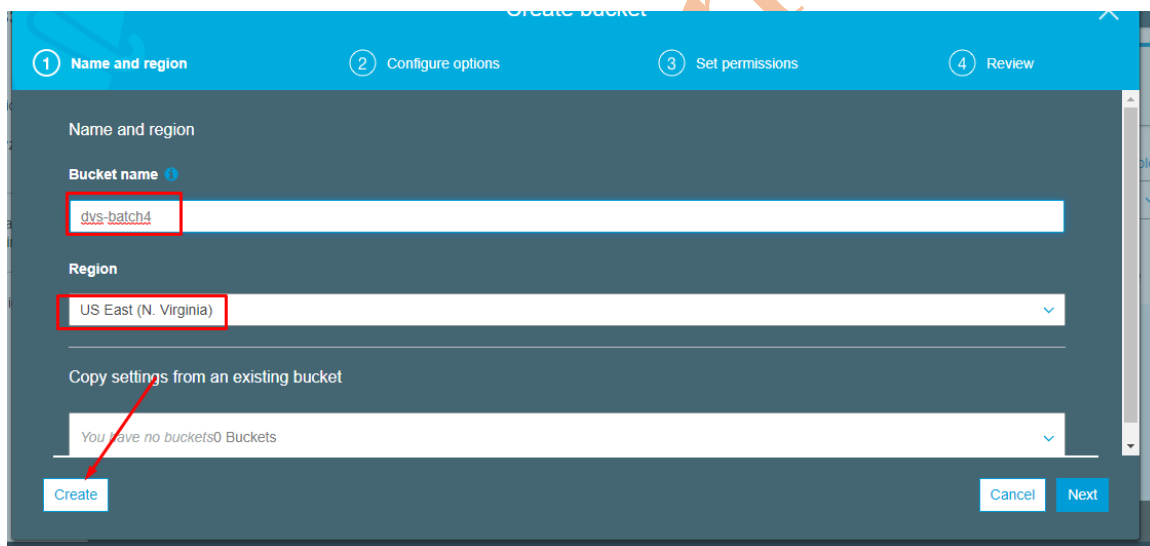 Create bucket
1 Name and region
2 Configure options
3 Set permissions
4 Review
Name and region
Bucket name
dvs-batch4
Region
US East (N. Virginia)
Copy settings from an existing bucket
You have no buckets0 Buckets
Create
Cancel
Next